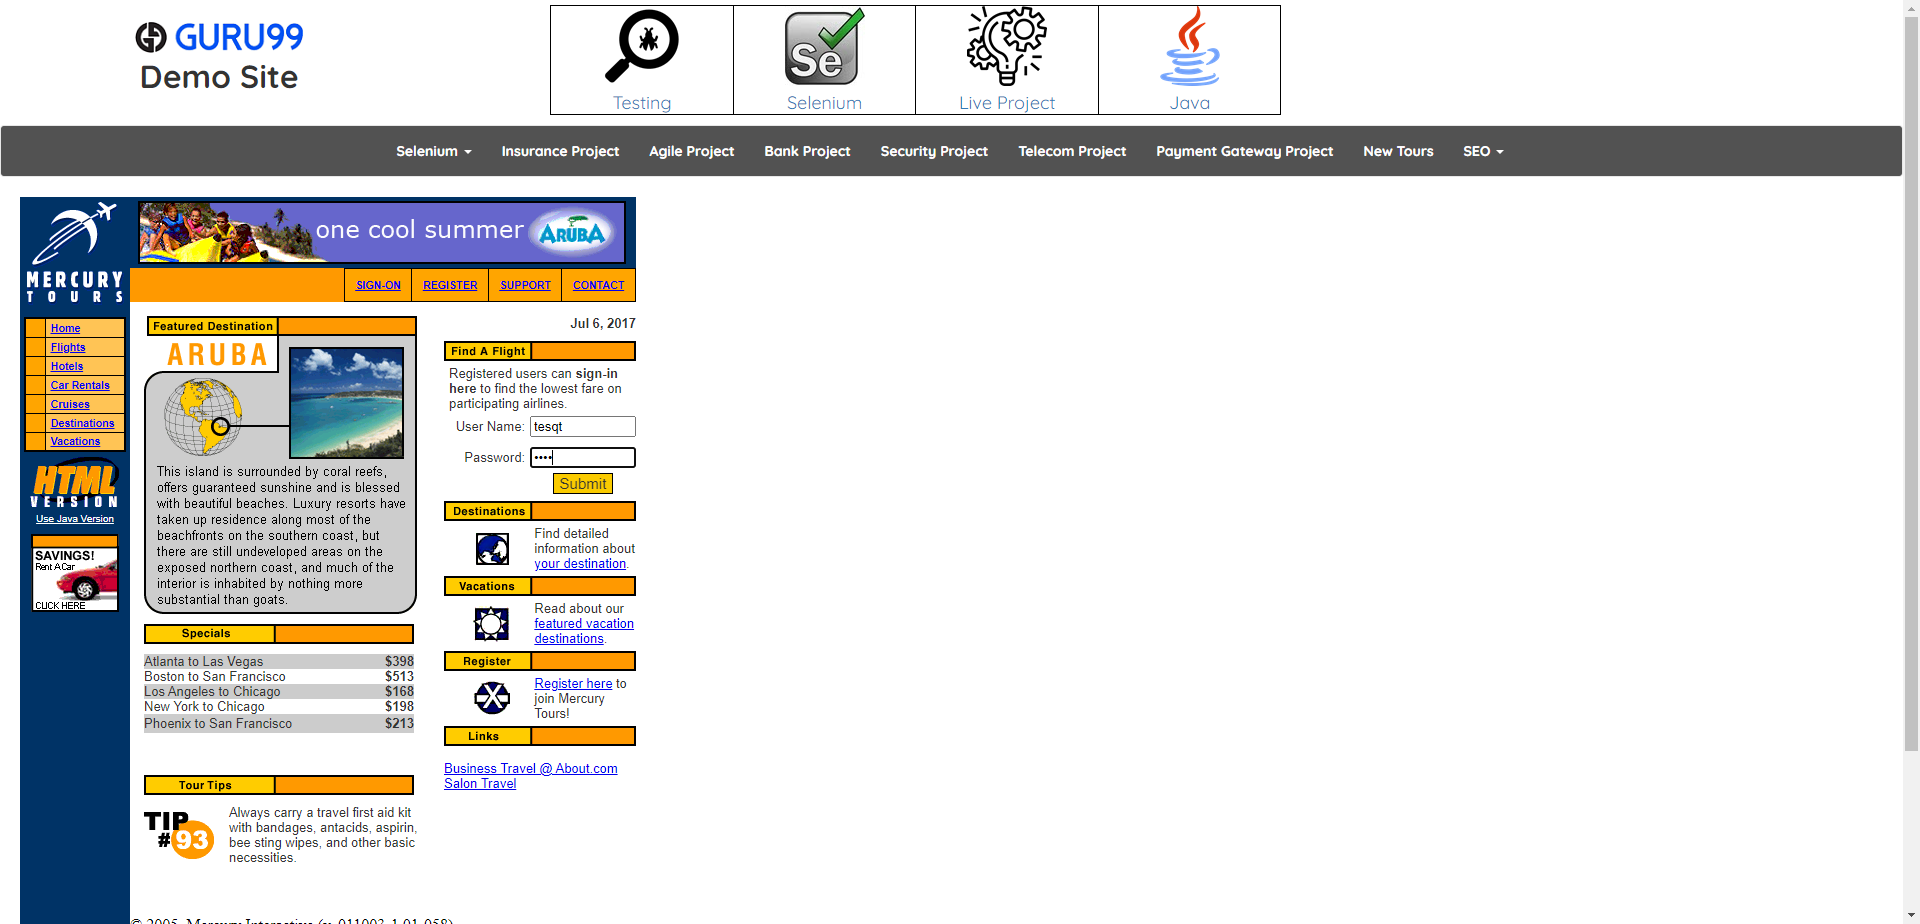 GURU99
Demo Site
Testing
Se
Selenium
Live Project
Java
Selenium
Insurance Project
Agile Project
Bank Project
Security Project
Telecom Project
Payment Gateway Project
New Tours
SEO
MERCURY
TOURS
one cool summer
ARUBA
SIGN-ON
REGISTER
SUPPORT
CONTACT
Home
Flights
Hotels
Car Rentals
Cruises
Destinations
Vacations
HTML
VERSION
Use Java Version
SAVINGS!
Rent A Car
CLICK HERE
Featured Destination
ARUBA
This island is surrounded by coral reefs,
offers guaranteed sunshine and is blessed
with beautiful beaches. Luxury resorts have
taken up residence along most of the
beachfronts on the southern coast, but
there are still undeveloped areas on the
exposed northern coast, and much of the
interior is inhabited by nothing more
substantial than goats.
Specials
Atlanta to Las Vegas $398
Boston to San Francisco $513
Los Angeles to Chicago $168
New York to Chicago $198
Phoenix to San Francisco $213
Tour Tips
TIP
#93
Always carry a travel first aid kit
with bandages, antacids, aspirin,
bee sting wipes, and other basic
necessities.
Jul 6, 2017
Find A Flight
Registered users can sign-in
here to find the lowest fare on
participating airlines.
User Name: tesqt
Password: ••••
Submit
Destinations
Find detailed
information about
your destination.
Vacations
Read about our
featured vacation
destinations.
Register
Register here to
join Mercury
Tours!
Links
Business Travel @ About.com
Salon Travel
© 2005, Mercury Interactive (v. 011003-1.01-058)